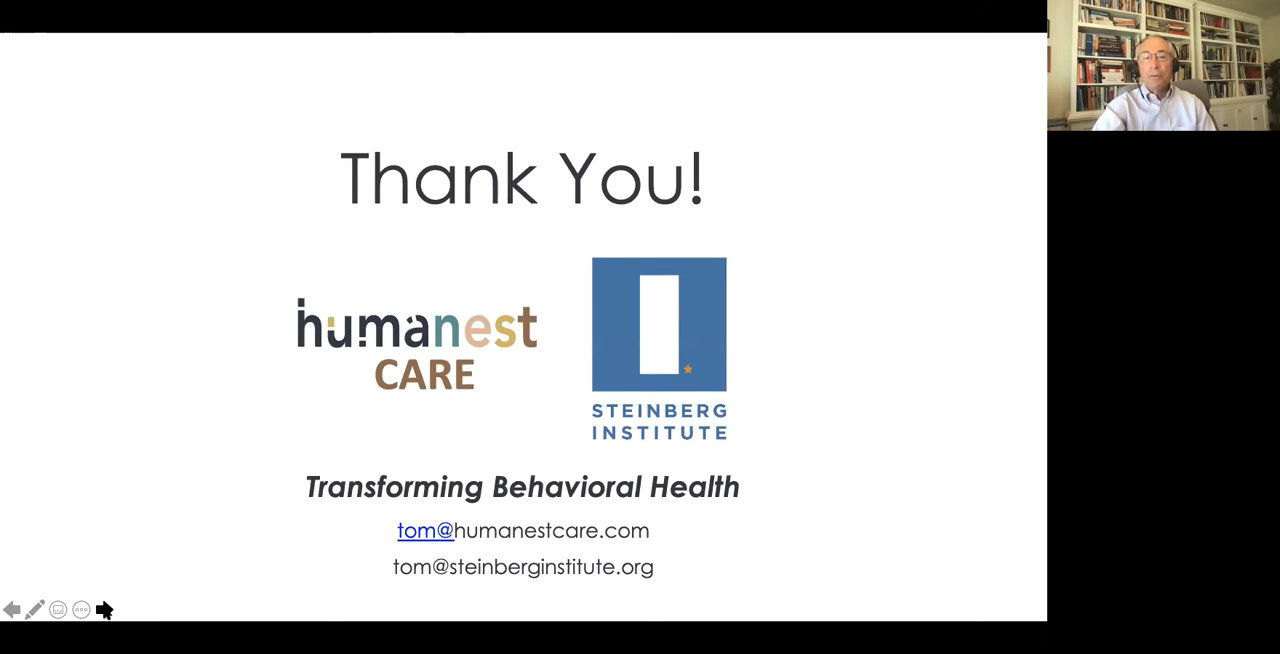 Thank You!
humanest
CARE
STEINBERG
INSTITUTE
Transforming Behavioral Health
tom@humanestcare.com
tom@steinberginstitute.org